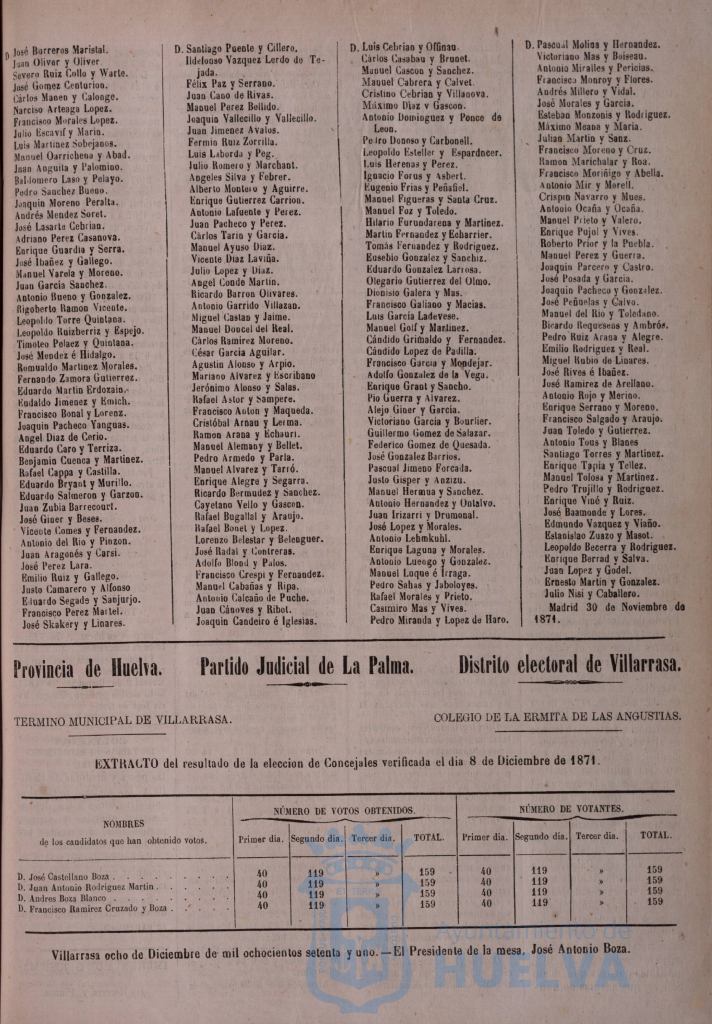 D José Borreros Maristal.
Juan Oliver y Oliver
Severo Ruiz Collo y Warte.
José Gomez Centurion.
Cárlos Manen y Calonge.
Narciso Arteaga Lopez.
Francisco Morales Lopez.
Julio Escavif y Marin.
Luis Martinez Sobejanos.
Manuel Oarrichena y Abad.
Juan Anguita y Palomino.
Baldomero Laso y Pelayo.
Pedro Sanchez Bueno.
Joaquin Moreno Peralta.
Andrés Mendez Soret.
José Lasarte Cebrian.
Adriano Perez Casanova.
Enrique Guardia y Serra.
José Ibañez y Gallego.
Manuel Varela y Moreno.
Juan Garcia Sanchez.
Antonio Bueno y Gonzalez.
Rigoberto Ramon Vicente.
Leopoldo Torre Quintana.
Leopoldo Ruizberriz y Espejo.
Timoteo Pelaez y Quintana.
José Mendez é Hidalgo.
Romualdo Martinez Morales.
Fernando Zamora Gutierrez.
Eduardo Martin Erdozain.
Eudaldo Jimenez y Emich.
Francisco Bonal y Lorenz.
Joaquin Pacheco Yanguas.
Angel Diaz de Cerio.
Eduardo Caro y Terriza.
Benjamin Cuenca y Martinez.
Rafael Cappa y Castilla.
Eduardo Bryant y Murillo.
Eduardo Salmeron y Garzon.
Juan Zubia Barrecourt.
José Giner y Beses.
Vicente Comes y Fernandez.
Antonio del Rio y Pinzon.
Juan Aragonés y Carsi.
José Perez Lara.
Emilio Ruiz y Gallego.
Justo Camarero y Alfonso
Eduardo Segade y Sanjurjo.
Francisco Perez Martel.
José Skakery y Linares.
D. Santiago Puente y Cillero.
Ildefonso Vazquez Lerdo de Te-
jada.
Félix Paz y Serrano.
Juan Cano de Rivas.
Manuel Perez Bellido.
Joaquin Vallecillo y Vallecillo.
Juan Jimenez Avalos.
Fermin Ruiz Zorrilla.
Luis Laborda y Peg.
Julio Romero y Marchant.
Angeles Silva y Febrer.
Alberto Montero y Aguirre.
Enrique Gutierrez Carrion.
Antonio Lafuente y Perez.
Juan Pacheco y Perez.
Cárlos Tarin y Garcia.
Manuel Ayuso Diaz.
Vicente Diaz Laviña.
Julio Lopez y Diaz.
Angel Conde Martin.
Ricardo Barron Olivares.
Antonio Garrido Villazan.
Miguel Castan y Jaime.
Manuel Doncel del Real.
Cárlos Ramirez Moreno.
César Garcia Aguilar.
Agustin Alonso y Arpio.
Mariano Alvarez y Escribano
Jerónimo Alonso y Salas.
Rafael Astor y Sampere.
Francisco Anton y Maqueda.
Cristóbal Arnau y Lerma.
Ramon Arana y Echauri.
Manuel Alemany y Bellet.
Pedro Armedo y Parla.
Manuel Alvarez y Tarró.
Enrique Alegre y Segarra.
Ricardo Bermudez y Sanchez.
Cayetano Vello y Gascon.
Rafael Bugallal y Araujo.
Rafael Bonet y Lopez.
Lorenzo Belestar y Belenguer.
José Radal y Contreras.
Adolfo Blond y Palos.
Francisco Crespi y Fernandez.
Manuel Cabañas y Ripa.
Antonio Calcaño de Puche.
Juan Cánoves y Ribot.
Joaquin Candeiro é Iglesias.
D. Luis Cebrian y Offinau.
Cárlos Casabau y Brunet.
Manuel Gascon y Sanchez.
Manuel Cabrera y Calvet.
Cristino Cebrian y Villanova.
Máximo Diaz y Gascon.
Antonio Dominguez y Ponce de
Leon.
Pedro Donoso y Carbonell.
Leopoldo Esteller y Espardncer.
Luis Herenas y Perez.
Ignacio Forus y Asbert.
Eugenio Frias y Peñafiel.
Manuel Figueras y Santa Cruz.
Manuel Foz y Toledo.
Hilario Furundarena y Martinez.
Martin Fernandez y Echarrier.
Tomás Fernandez y Rodriguez.
Eusebio Gonzalez y Sanchiz.
Eduardo Gonzalez Larrosa.
Olegario Gutierrez del Olmo.
Dionisio Galera y Mas.
Francisco Galiano y Macias.
Luis Garcia Ladevese.
Manuel Golf y Martinez.
Cándido Grimaldo y Fernandez.
Cándido Lopez de Padilla.
Francisco Garcia y Mondejar.
Adolfo Gonzalez de la Vega.
Enrique Grant y Sancho.
Pio Guerra y Alvarez.
Alejo Giner y Garcia.
Victoriano Garcia y Bourlier.
Guillermo Gomez de Salazar.
Federico Gomez de Quesada.
José Gonzalez Barrios.
Pascual Jimeno Forcada.
Justo Gisper y Anzizu.
Manuel Hermua y Sanchez.
Antonio Hernandez y Ontalvo.
Juan Irizarri y Drumonal.
José Lopez y Morales.
Antonio Lehmkuhl.
Enrique Laguna y Morales.
Antonio Luengo y Gonzalez.
Manuel Loque é Irraga.
Pedro Sabas y Jaboloyes.
Rafael Morales y Prieto.
Casimiro Mas y Vives.
Pedro Miranda y Lopez de Haro.
D. Pascual Molina y Hernandez.
Victoriano Mas y Boiseau.
Antonio Miralles y Pericias.
Francisco Monroy y Flores.
Andrés Millero y Vidal.
José Morales y Garcia.
Esteban Monzonis y Rodriguez.
Máximo Meana y Maria.
Julian Martin y Sanz.
Francisco Moreno y Cruz.
Ramon Marichalar y Roa.
Francisco Moriñigo y Abella.
Antonio Mir y Morell.
Crispin Navarro y Mues.
Antonio Ocaña y Ocaña.
Manuel Prieto y Valero.
Enrique Pujol y Vives.
Roberto Prior y la Puebla.
Manuel Perez y Guerra.
Joaquin Parcero y Castro.
José Posada y Garcia.
Joaquin Pacheco y Gonzalez.
José Peñuelas y Calvo.
Manuel del Rio y Toledano.
Ricardo Requesens y Ambrós.
Pedro Ruiz Arana y Alegre.
Emilio Rodriguez y Real.
Miguel Rubio de Linares.
José Rives é Ibañez.
José Ramirez de Arellano.
Antonio Rojo y Merino.
Enrique Serrano y Moreno.
Francisco Salgado y Araujo.
Juan Toledo y Gutierrez.
Antonio Tous y Blanes
Santiago Torres y Martinez.
Enrique Tapia y Tellez.
Manuel Tolosa y Martinez.
Pedro Trujillo y Rodriguez.
Enrique Viné y Ruiz.
José Baamonde y Lores.
Edmundo Vazquez y Viaño.
Estanislao Zuazo y Masot.
Leopoldo Becerra y Rodriguez.
Enrique Berrad y Salva.
Juan Lopez y Godel.
Ernesto Martin y Gonzalez.
Julio Nisi y Caballero.
Madrid 30 de Noviembre de
1871.
Provincia de Huelva. Partido Judicial de La Palma. Distrito electoral de Villarrasa.
TERMINO MUNICIPAL DE VILLARRASA. COLEGIO DE LA ERMITA DE LAS ANGUSTIAS.
EXTRACTO del resultado de la eleccion de Concejales verificada el dia 8 de Diciembre de 1871.
NOMBRES
de los candidatos que han obtenido votos.
NÚMERO DE VOTOS OBTENIDOS. NÚMERO DE VOTANTES.
Primer dia. Segundo dia. Tercer dia. TOTAL. Primer dia. Segundo dia. Tercer dia. TOTAL.
D. José Castellano Boza . . . . . . . . 40 119 » 159 40 119 » 159
D. Juan Antonio Rodriguez Martin. . . . . . 40 119 » 159 40 119 » 159
D. Andres Boza Blanco . . . . . . . . 40 119 » 159 40 119 » 159
D. Francisco Ramirez Cruzado y Boza . . . . . 40 119 » 159 40 119 » 159
Villarrasa ocho de Diciembre de mil ochocientos setenta y uno.—El Presidente de la mesa, José Antonio Boza.
Ayuntamiento de
HUELVA